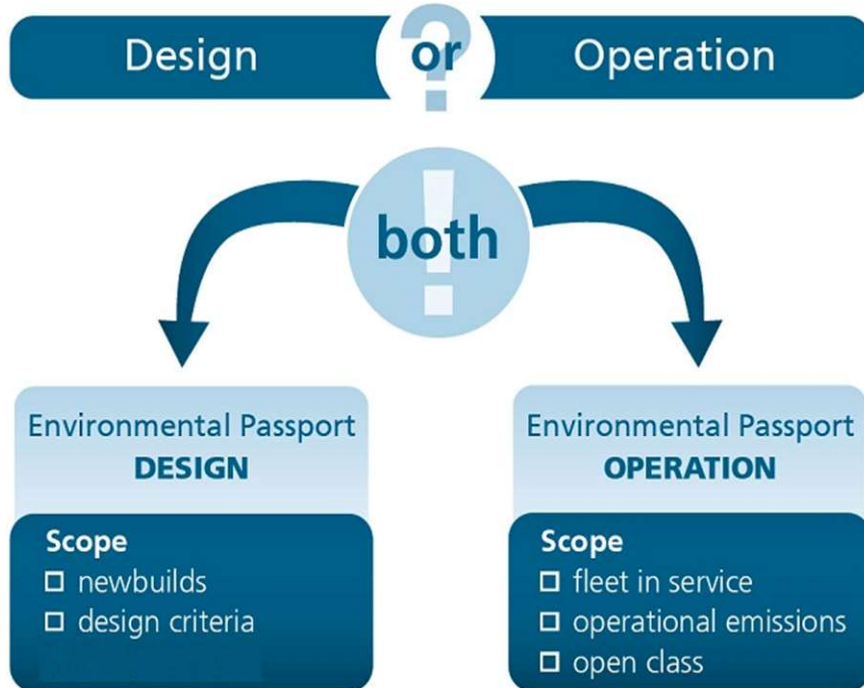 Design ? or Operation
! both
Environmental Passport
DESIGN
Scope
newbuilds
design criteria
Environmental Passport
OPERATION
Scope
fleet in service
operational emissions
open class